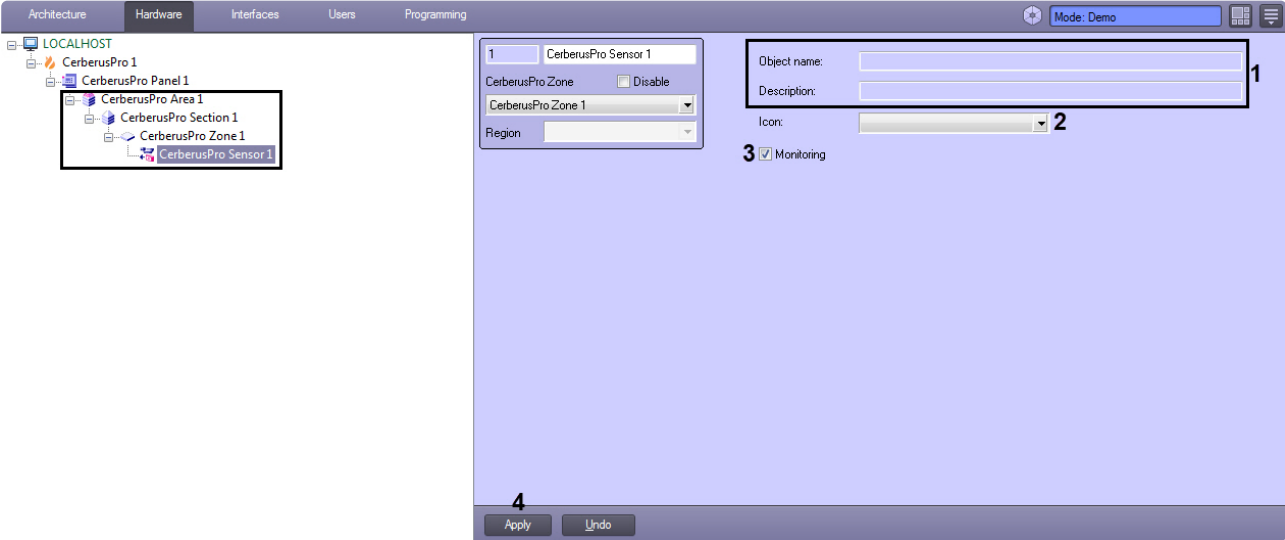 Architecture Hardware Interfaces Users Programming Mode: Demo
LOCALHOST
CerberusPro 1
CerberusPro Panel 1
CerberusPro Area 1
CerberusPro Section 1
CerberusPro Zone 1
CerberusPro Sensor 1
1 CerberusPro Sensor 1
CerberusPro Zone Disable
CerberusPro Zone 1
Region
Object name:
1
Description:
Icon: 2
3 Monitoring
4
Apply Undo